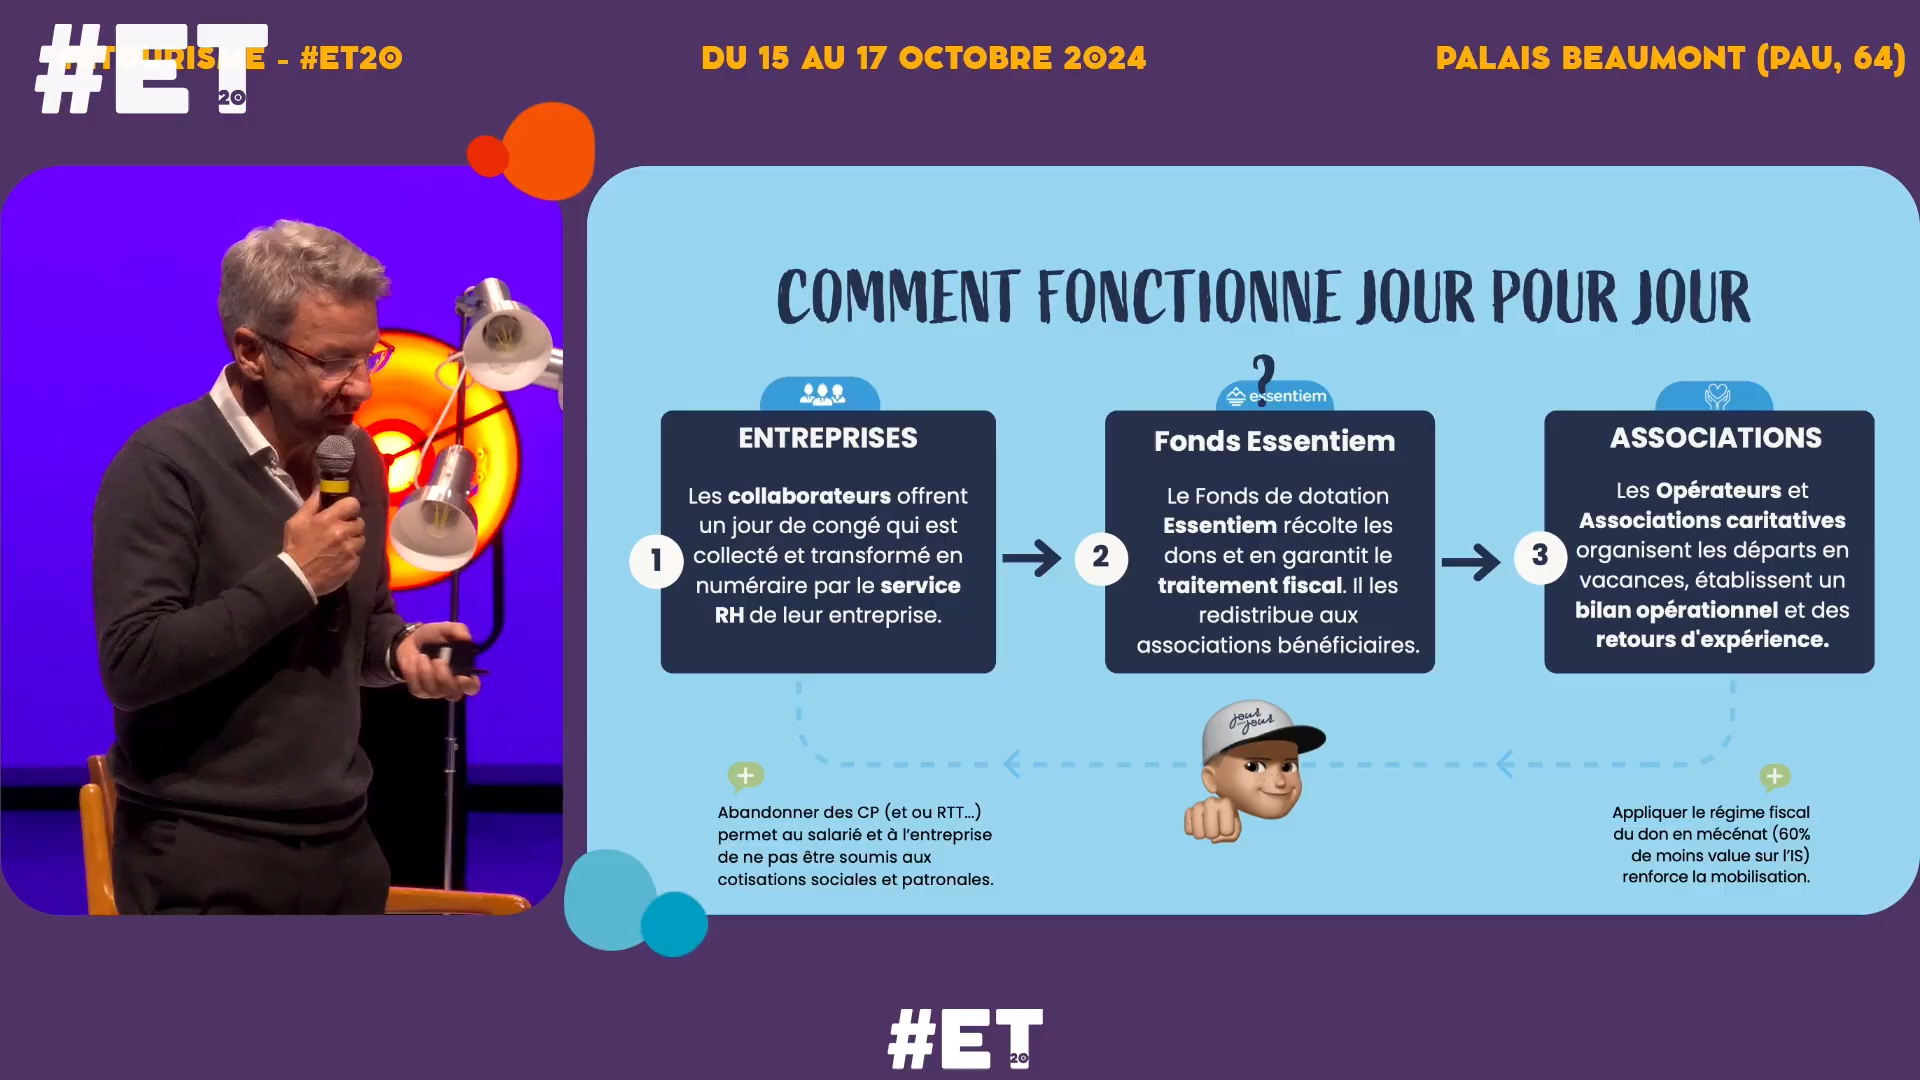 #ET
20
TOURISME - #ET20
DU 15 AU 17 OCTOBRE 2024
PALAIS BEAUMONT (PAU, 64)
COMMENT FONCTIONNE JOUR POUR JOUR
?
ENTREPRISES
Les collaborateurs offrent
un jour de congé qui est
collecté et transformé en
numéraire par le service
RH de leur entreprise.
1
essentiem
Fonds Essentiem
Le Fonds de dotation
Essentiem récolte les
dons et en garantit le
traitement fiscal. Il les
redistribue aux
associations bénéficiaires.
2
ASSOCIATIONS
Les Opérateurs et
Associations caritatives
organisent les départs en
vacances, établissent un
bilan opérationnel et des
retours d'expérience.
3
jour
jour
Abandonner des CP (et ou RTT...)
permet au salarié et à l'entreprise
de ne pas être soumis aux
cotisations sociales et patronales.
Appliquer le régime fiscal
du don en mécénat (60%
de moins value sur l'IS)
renforce la mobilisation.
#ET
20